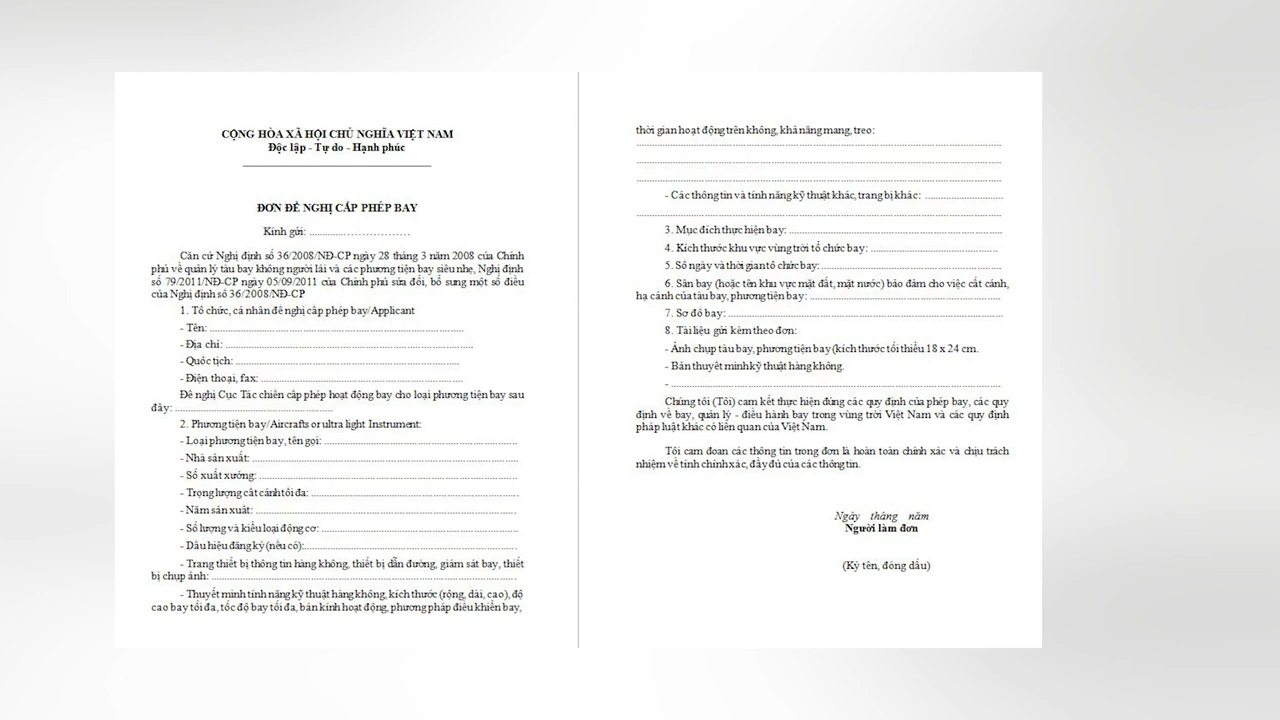 CỘNG HÒA XÃ HỘI CHỦ NGHĨA VIỆT NAM
Độc lập - Tự do - Hạnh phúc
ĐƠN ĐỀ NGHỊ CẤP PHÉP BAY
Kính gửi: ..............................
Căn cứ Nghị định số 36/2008/NĐ-CP ngày 28 tháng 3 năm 2008 của Chính
phủ về quản lý tàu bay không người lái và các phương tiện bay siêu nhẹ, Nghị định
số 79/2011/NĐ-CP ngày 05/09/2011 của Chính phủ sửa đổi, bổ sung một số điều
của Nghị định số 36/2008/NĐ-CP
1. Tổ chức, cá nhân đề nghị cấp phép bay/Applicant
- Tên: ..............................
- Địa chỉ: ..............................
- Quốc tịch: ..............................
- Điện thoại, fax: ..............................
Đề nghị Cục Tác chiến cấp phép hoạt động bay cho loại phương tiện bay sau
đây: ..............................
2. Phương tiện bay/Aircrafts or ultra light Instrument:
- Loại phương tiện bay, tên gọi: ..............................
- Nhà sản xuất: ..............................
- Số xuất xưởng: ..............................
- Trọng lượng cất cánh tối đa: ..............................
- Năm sản xuất: ..............................
- Số lượng và kiểu loại động cơ: ..............................
- Dấu hiệu đăng ký (nếu có):..............................
- Trang thiết bị thông tin hàng không, thiết bị dẫn đường, giám sát bay, thiết
bị chụp ảnh: ..............................
- Thuyết minh tính năng kỹ thuật hàng không, kích thước (rộng, dài, cao), độ
cao bay tối đa, tốc độ bay tối đa, bán kính hoạt động, phương pháp điều khiển bay,
thời gian hoạt động trên không, khả năng mang, treo:
..............................
..............................
..............................
- Các thông tin và tính năng kỹ thuật khác, trang bị khác: ..............................
..............................
3. Mục đích thực hiện bay: ..............................
4. Kích thước khu vực vùng trời tổ chức bay: ..............................
5. Số ngày và thời gian tổ chức bay: ..............................
6. Sân bay (hoặc tên khu vực mặt đất, mặt nước) bảo đảm cho việc cất cánh,
hạ cánh của tàu bay, phương tiện bay: ..............................
7. Sơ đồ bay: ..............................
8. Tài liệu gửi kèm theo đơn:
- Ảnh chụp tàu bay, phương tiện bay (kích thước tối thiểu 18 x 24 cm.
- Bản thuyết minh kỹ thuật hàng không.
- ..............................
Chúng tôi (Tôi) cam kết thực hiện đúng các quy định của phép bay, các quy
định về bay, quản lý - điều hành bay trong vùng trời Việt Nam và các quy định
pháp luật khác có liên quan của Việt Nam.
Tôi cam đoan các thông tin trong đơn là hoàn toàn chính xác và chịu trách
nhiệm về tính chính xác, đầy đủ của các thông tin.
Ngày tháng năm
Người làm đơn
(Ký tên, đóng dấu)